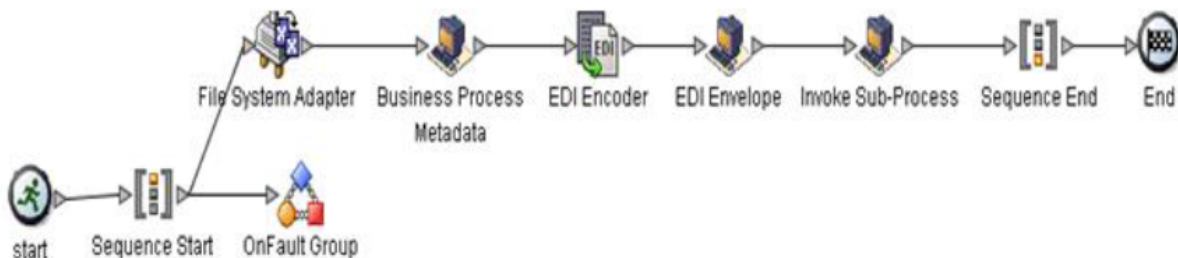 File System Adapter
Business Process
Metadata
EDI
EDI Encoder
EDI Envelope
Invoke Sub-Process
Sequence End
End
start
Sequence Start
OnFault Group